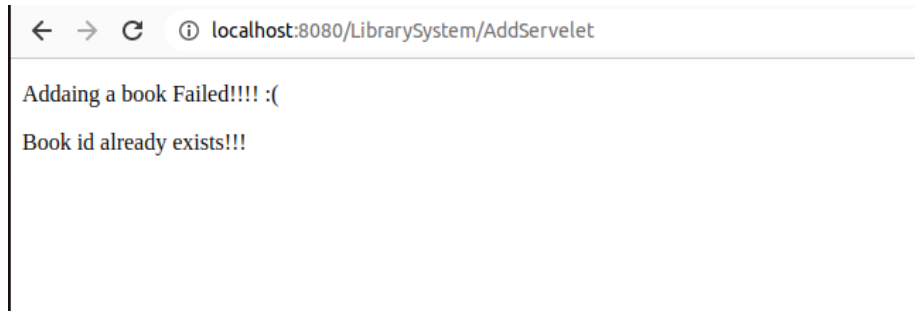 localhost:8080/LibrarySystem/AddServelet
Addaing a book Failed!!!! :(
Book id already exists!!!